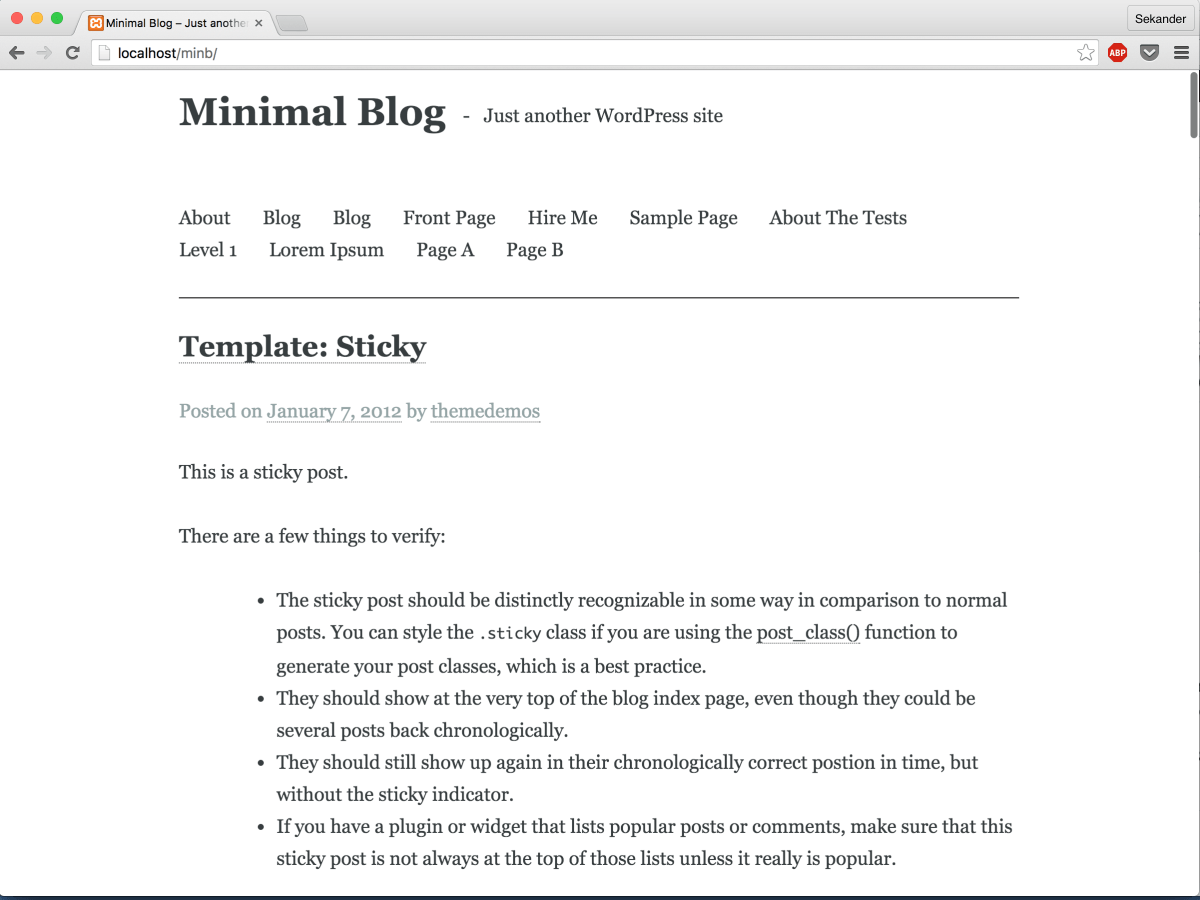 Minimal Blog – Just anothe
Sekander
localhost/minb/
ABP
Minimal Blog - Just another WordPress site
About Blog Blog Front Page Hire Me Sample Page About The Tests
Level 1 Lorem Ipsum Page A Page B
Template: Sticky
Posted on January 7, 2012 by themedemos
This is a sticky post.
There are a few things to verify:
• The sticky post should be distinctly recognizable in some way in comparison to normal
posts. You can style the .sticky class if you are using the post_class() function to
generate your post classes, which is a best practice.
• They should show at the very top of the blog index page, even though they could be
several posts back chronologically.
• They should still show up again in their chronologically correct postion in time, but
without the sticky indicator.
• If you have a plugin or widget that lists popular posts or comments, make sure that this
sticky post is not always at the top of those lists unless it really is popular.